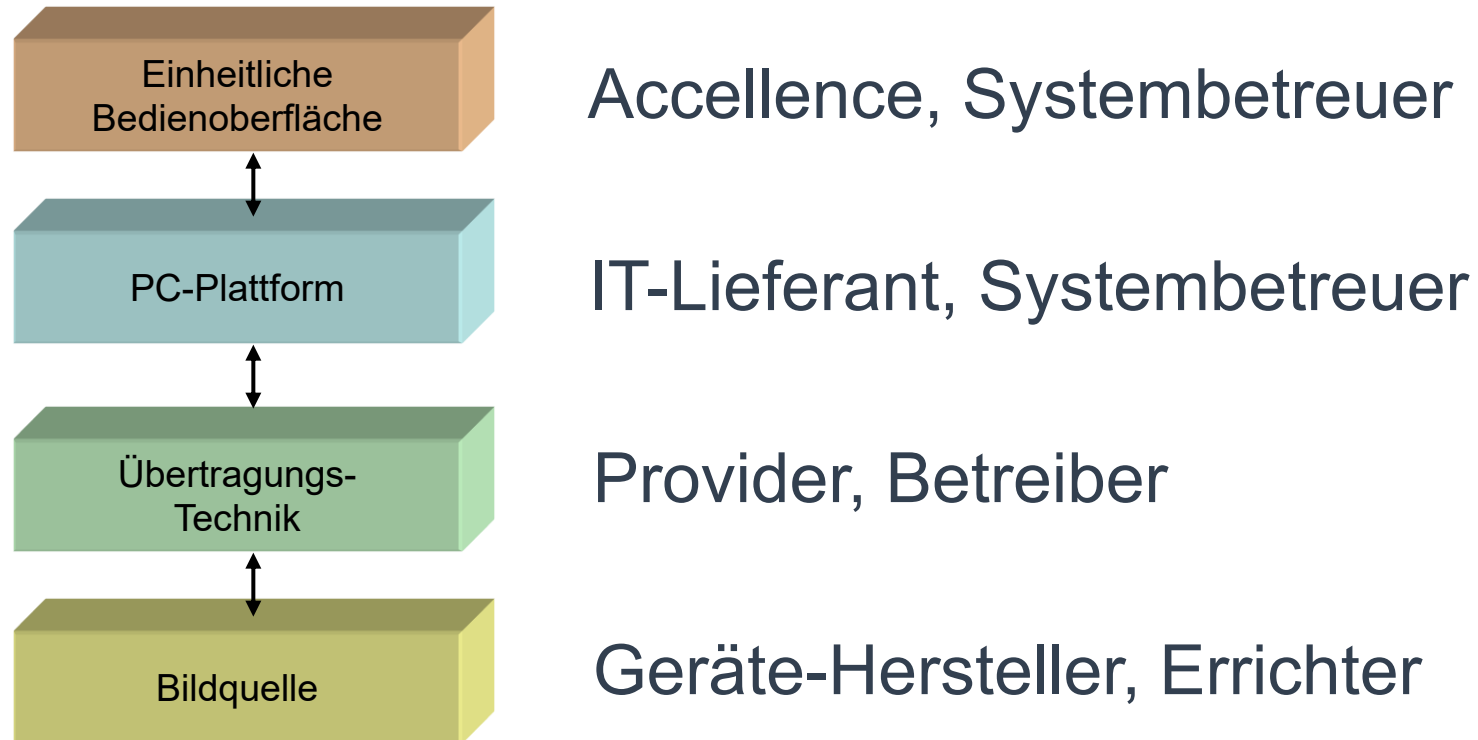 Einheitliche
Bedienoberfläche
Accellence, Systembetreuer
PC-Plattform
IT-Lieferant, Systembetreuer
Übertragungs-
Technik
Provider, Betreiber
Bildquelle
Geräte-Hersteller, Errichter